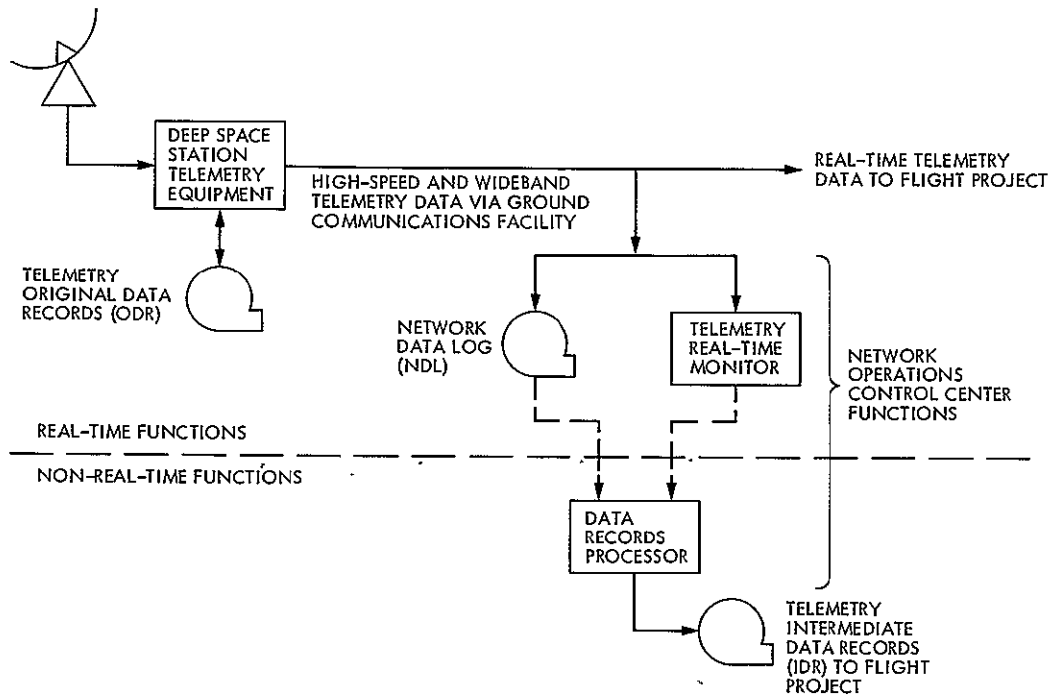 DEEP SPACE
STATION
TELEMETRY
EQUIPMENT
REAL-TIME TELEMETRY
DATA TO FLIGHT PROJECT
HIGH-SPEED AND WIDEBAND
TELEMETRY DATA VIA GROUND
COMMUNICATIONS FACILITY
TELEMETRY
ORIGINAL DATA
RECORDS (ODR)
NETWORK
DATA LOG
(NDL)
TELEMETRY
REAL-TIME
MONITOR
NETWORK
OPERATIONS
CONTROL CENTER
FUNCTIONS
REAL-TIME FUNCTIONS
NON-REAL-TIME FUNCTIONS
DATA
RECORDS
PROCESSOR
TELEMETRY
INTERMEDIATE
DATA RECORDS
(IDR) TO FLIGHT
PROJECT